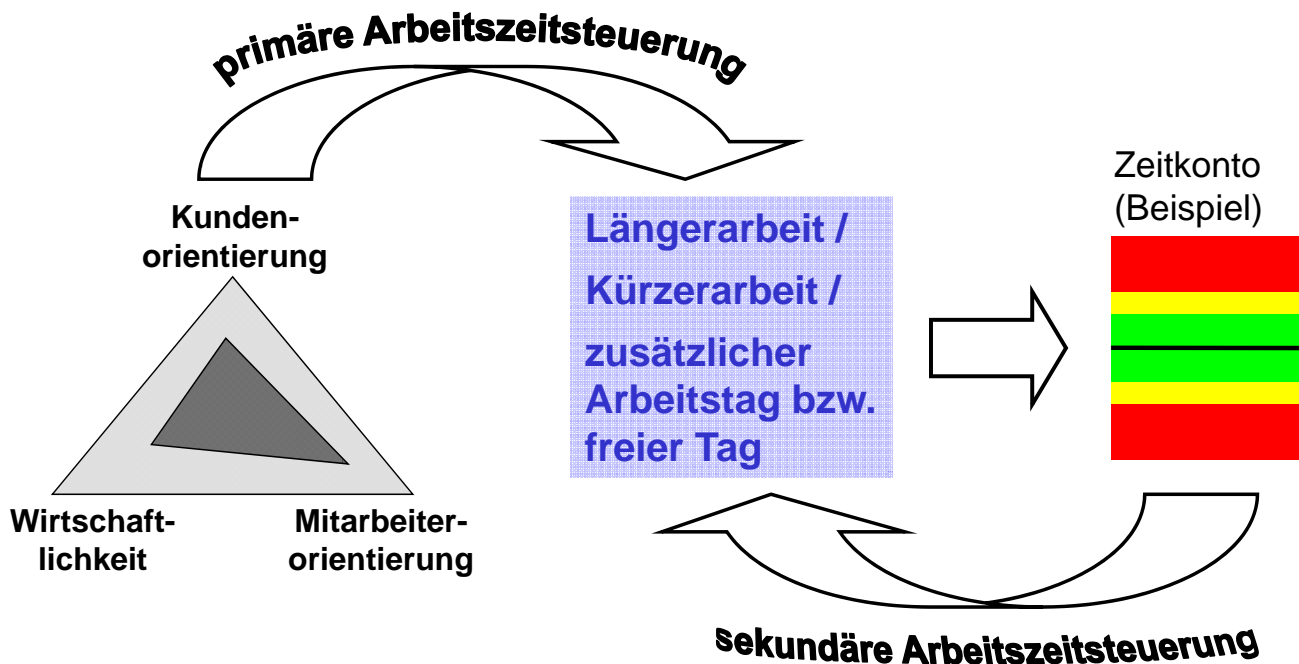 primäre Arbeitszeitsteuerung
Kunden-
orientierung
Wirtschaft-
lichkeit
Mitarbeiter-
orientierung
Längerarbeit /
Kürzerarbeit /
zusätzlicher
Arbeitstag bzw.
freier Tag
Zeitkonto
(Beispiel)
sekundäre Arbeitszeitsteuerung